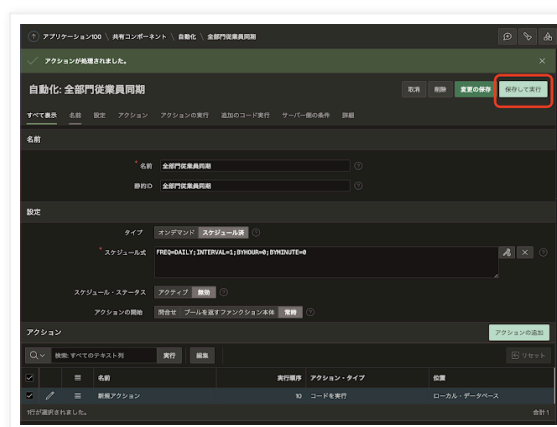 アプリケーション100 \ 共有コンポーネント \ 自動化 \ 全部門従業員同期
アクションが処理されました。
自動化: 全部門従業員同期
取消 削除 変更の保存 保存して実行
すべて表示 名前 設定 アクション アクションの実行 追加のコード実行 サーバー側の条件 詳細
名前
* 名前 全部門従業員同期
静的ID 全部門従業員同期
設定
タイプ オンデマンド スケジュール済
* スケジュール式 FREQ=DAILY;INTERVAL=1;BYHOUR=0;BYMINUTE=0
スケジュール・ステータス アクティブ 無効
アクションの開始 問合せ ブールを返すファンクション本体 常時
アクション アクションの追加
検索: すべてのテキスト列 実行 編集 リセット
名前 実行順序 アクション・タイプ 位置
新規アクション 10 コードを実行 ローカル・データベース
1行が選択されました。 合計1